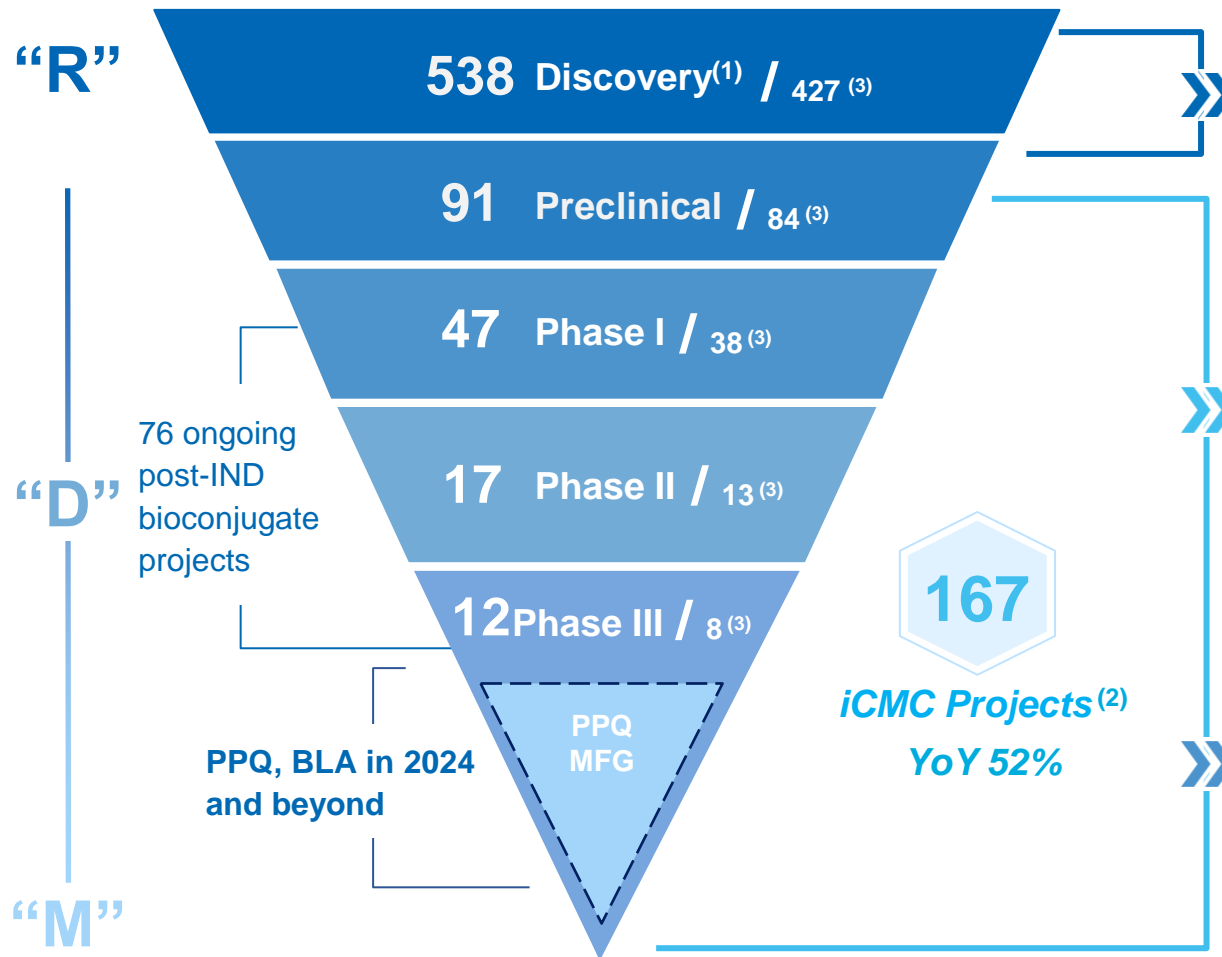 “R”
538 Discovery(1) / 427 (3)
91 Preclinical / 84 (3)
47 Phase I / 38 (3)
76 ongoing
post-IND
bioconjugate
projects
“D”
17 Phase II / 13 (3)
12 Phase III / 8 (3)
167
iCMC Projects (2)
YoY 52%
PPQ
MFG
PPQ, BLA in 2024
and beyond
“M”